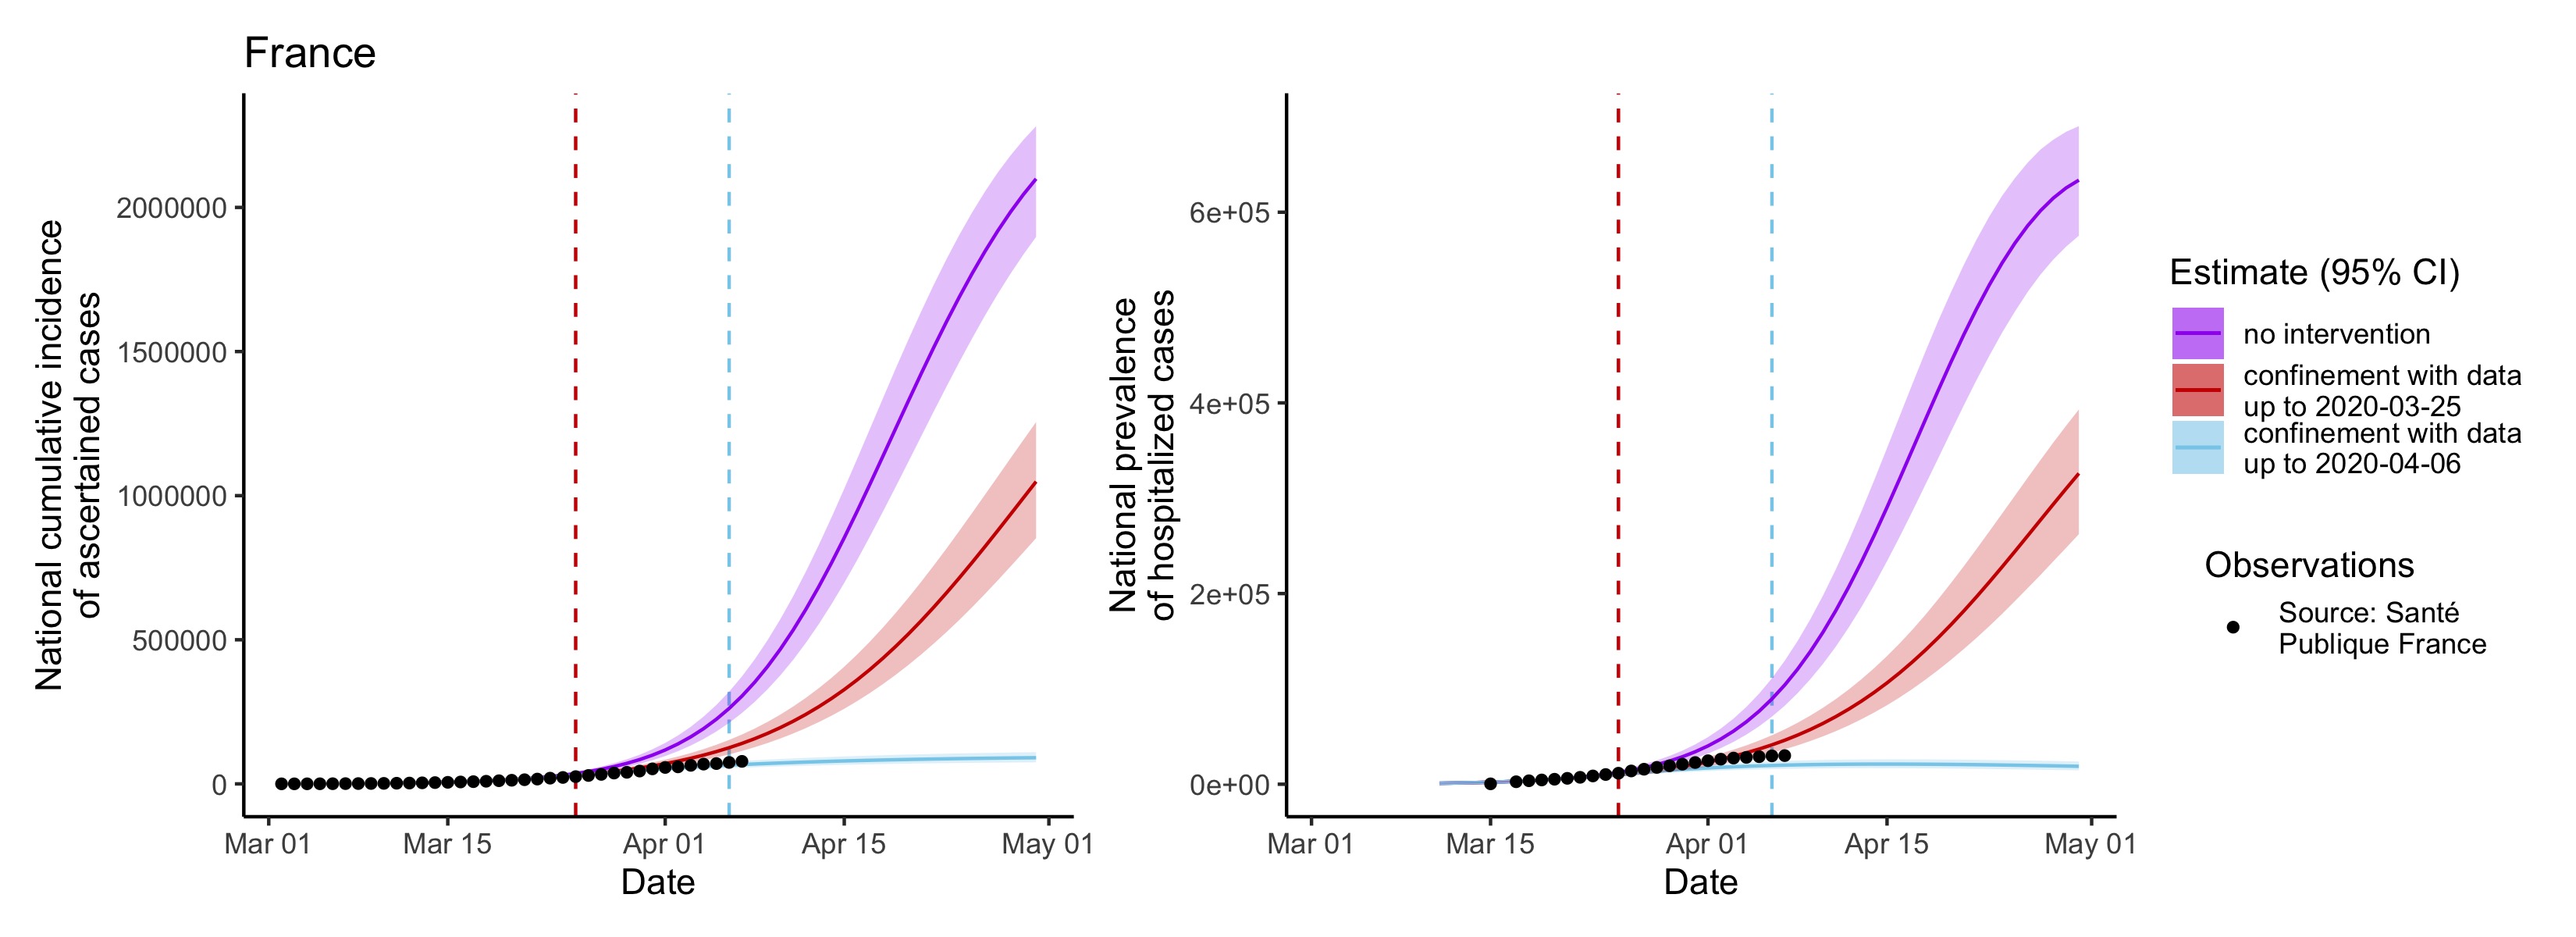 France
National cumulative incidence
of ascertained cases
2000000
1500000
1000000
500000
0
Mar 01
Mar 15
Apr 01
Apr 15
May 01
Date
National prevalence
of hospitalized cases
6e+05
4e+05
2e+05
0e+00
Mar 01
Mar 15
Apr 01
Apr 15
May 01
Date
Estimate (95% CI)
no intervention
confinement with data
up to 2020-03-25
confinement with data
up to 2020-04-06
Observations
Source: Santé
Publique France